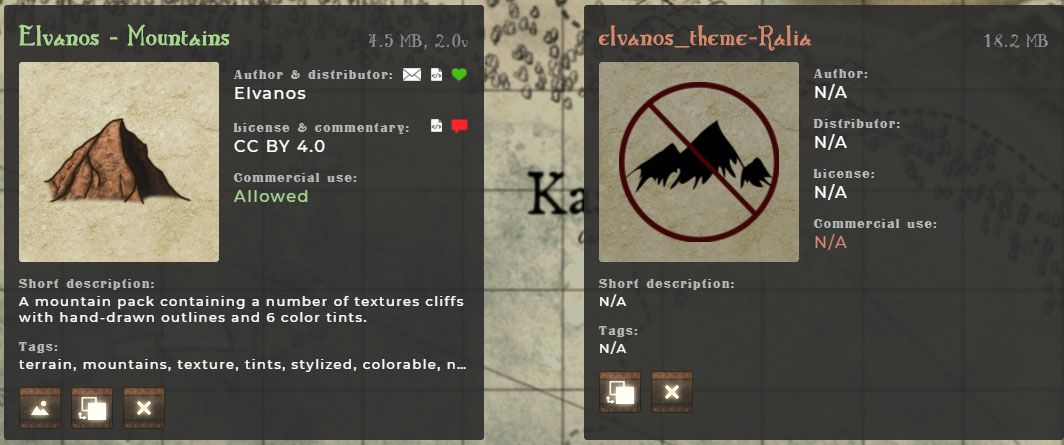 Elvanos - Mountains
4.5 MB, 2.0v
Author & distributor:
Elvanos
License & commentary:
CC BY 4.0
Commercial use:
Allowed
Short description:
A mountain pack containing a number of textures cliffs
with hand-drawn outlines and 6 color tints.
Tags:
terrain, mountains, texture, tints, stylized, colorable, n...
Ka
elvanos_theme-Ralia
18.2 MB
Author:
N/A
Distributor:
N/A
License:
N/A
Commercial use:
N/A
Short description:
N/A
Tags:
N/A